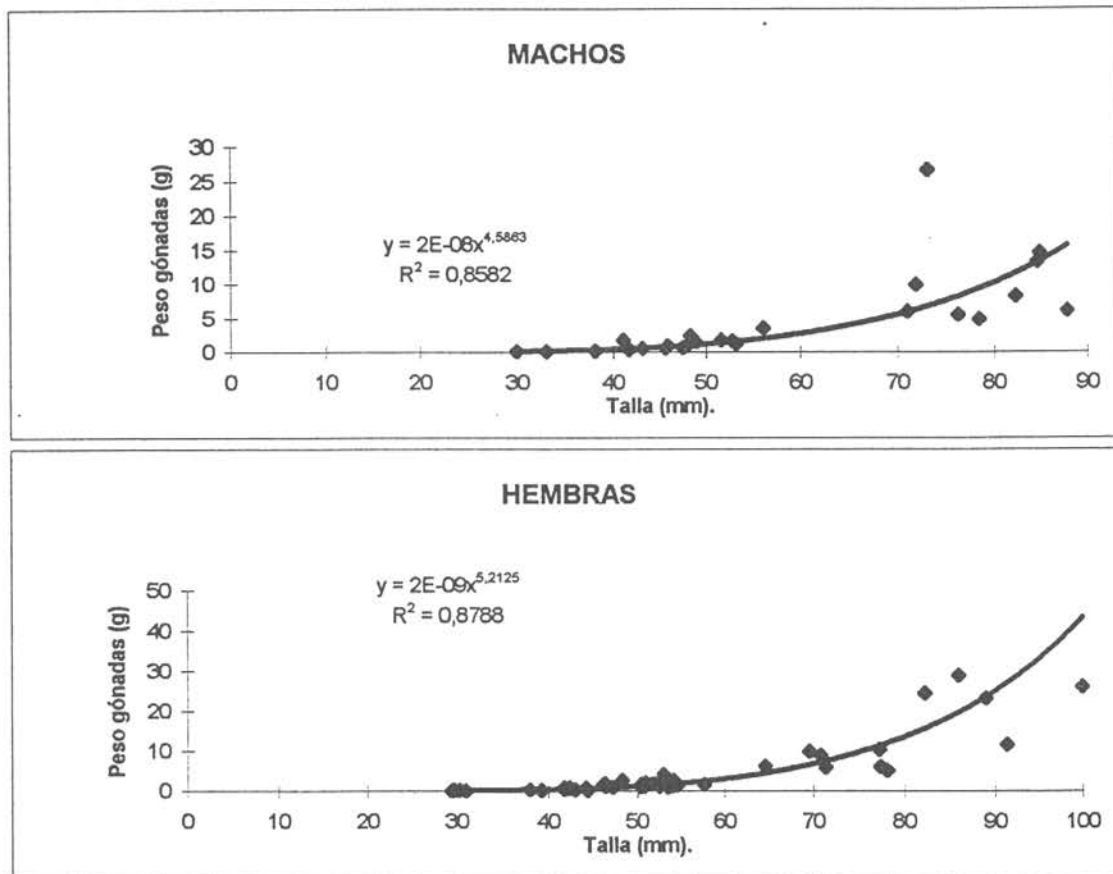 MACHOS
Peso gónadas (g)
30
25
20
15
10
5
0
y = 2E-08x^4,5863
R² = 0,8582
0 10 20 30 40 50 60 70 80 90
Talla (mm).
HEMBRAS
Peso gónadas (g)
50
40
30
20
10
0
y = 2E-09x^5,2125
R² = 0,8788
0 10 20 30 40 50 60 70 80 90 100
Talla (mm).